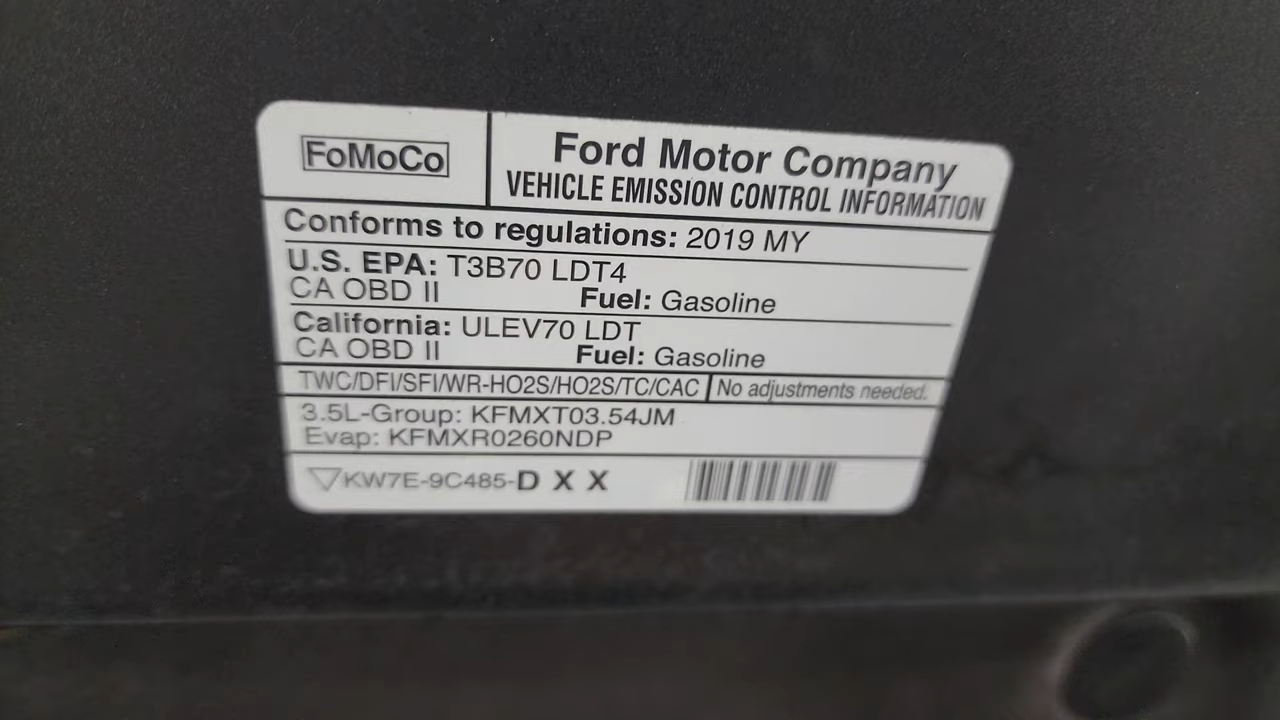 FoMoCo
Ford Motor Company
VEHICLE EMISSION CONTROL INFORMATION
Conforms to regulations: 2019 MY
U.S. EPA: T3B70 LDT4
CA OBD II Fuel: Gasoline
California: ULEV70 LDT
CA OBD II Fuel: Gasoline
TWC/DFI/SFI/WR-HO2S/HO2S/TC/CAC No adjustments needed.
3.5L-Group: KFMXT03.54JM
Evap: KFMXR0260NDP
KW7E-9C485-D X X